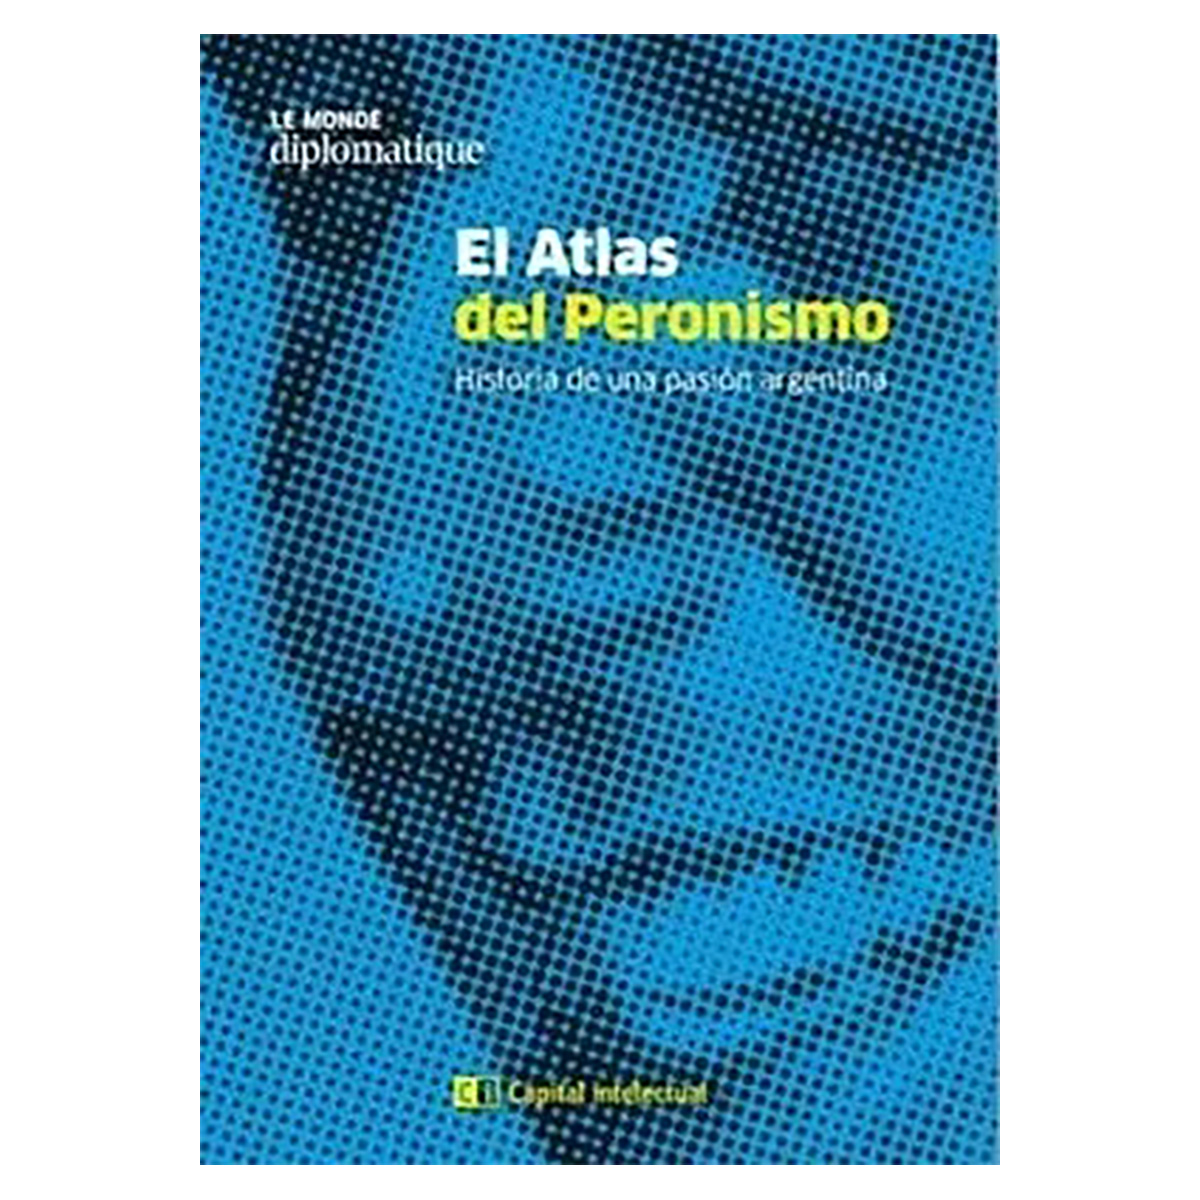 LE MONDE
diplomatique
El Atlas
del Peronismo
Historia de una pasión argentina
Ci Capital Intelectual